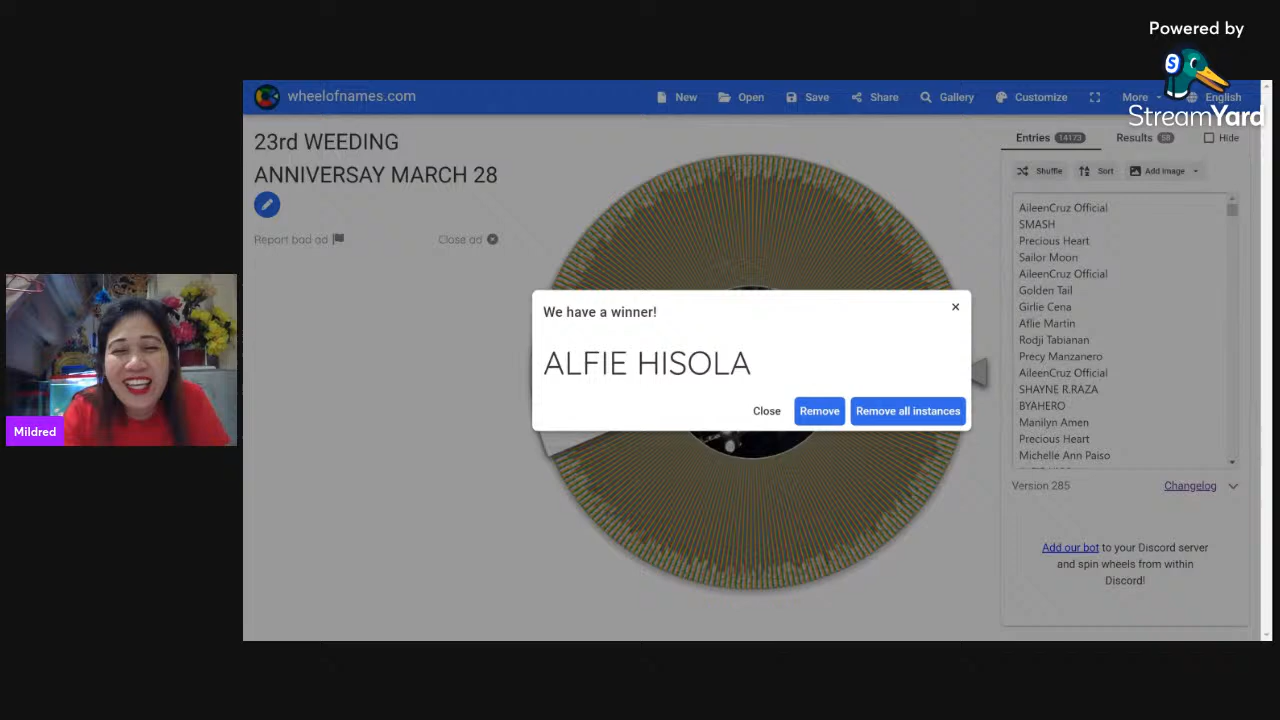 Powered by
StreamYard
wheelofnames.com
New
Open
Save
Share
Gallery
Customize
More
English
23rd WEEDING
ANNIVERSAY MARCH 28
Report bad ad
Close ad
Entries 14173
Results 58
Hide
Shuffle
Sort
Add Image
AileenCruz Official
SMASH
Precious Heart
Sailor Moon
AileenCruz Official
Golden Tail
Girlie Cena
Aflie Martin
Rodji Tabianan
Precy Manzanero
AileenCruz Official
SHAYNE R.RAZA
BYAHERO
Manilyn Amen
Precious Heart
Michelle Ann Paiso
We have a winner!
ALFIE HISOLA
Close
Remove
Remove all instances
Mildred
Version 285
Changelog
Add our bot to your Discord server
and spin wheels from within
Discord!